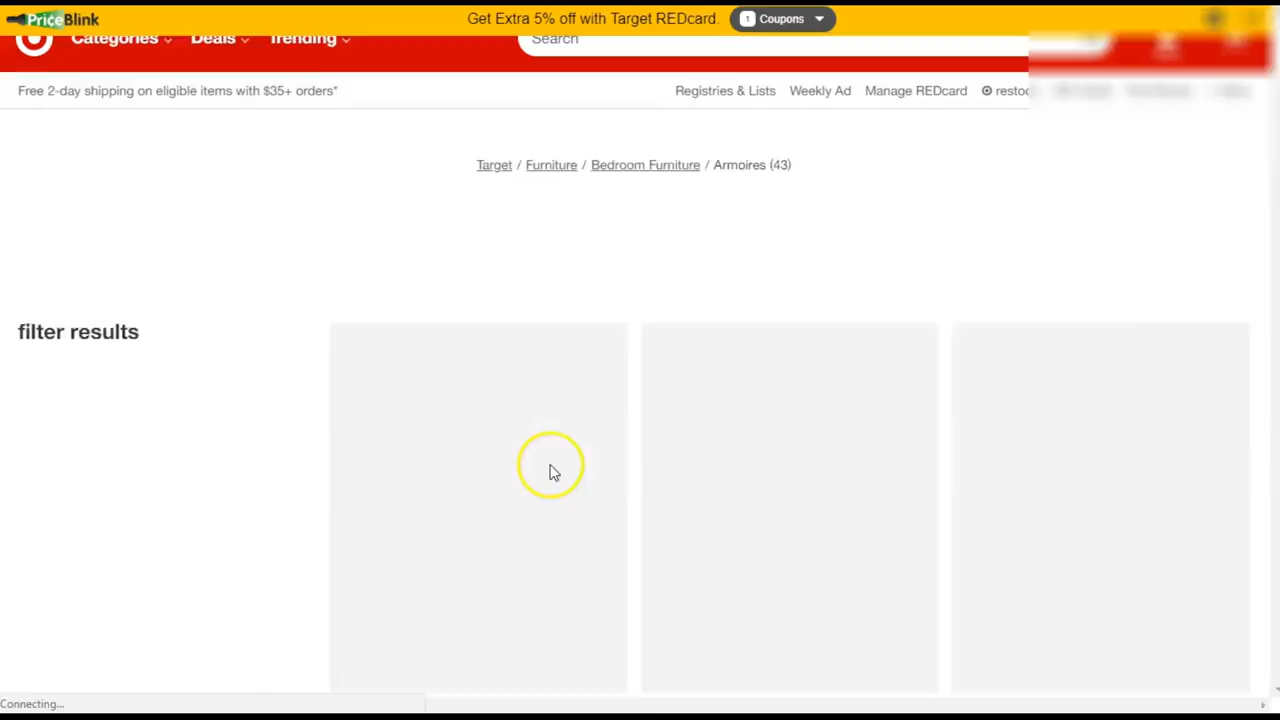 PriceBlink
Get Extra 5% off with Target REDcard.
1 Coupons
Categories
Deals
Trending
Search
Free 2-day shipping on eligible items with $35+ orders*
Registries & Lists
Weekly Ad
Manage REDcard
Target / Furniture / Bedroom Furniture / Armoires (43)
filter results
Connecting...